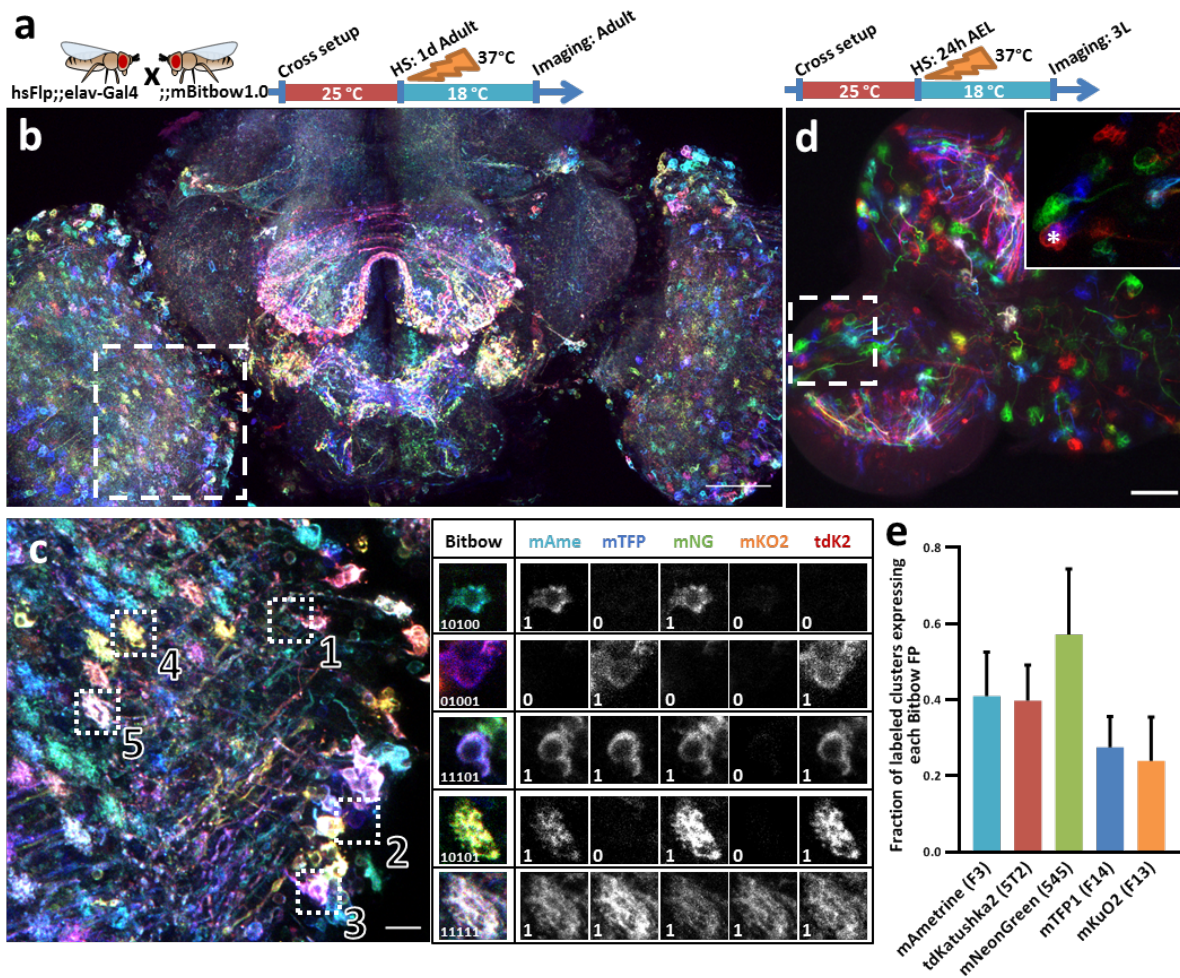 a
hsFlp;;elav-Gal4 x ;;mBitbow1.0
Cross setup
HS: 1d Adult
37°C
Imaging: Adult
25 °C
18 °C
Cross setup
HS: 24h AEL
37°C
Imaging: 3L
25 °C
18 °C
b
d
*
c
1
4
5
2
3
Bitbow mAme mTFP mNG mKO2 tdK2
10100 1 0 1 0 0
01001 0 1 0 0 1
11101 1 1 1 0 1
10101 1 0 1 0 1
11111 1 1 1 1 1
e
Fraction of labeled clusters expressing
each Bitbow FP
0.8
0.6
0.4
0.2
0.0
mAmetrine (F3)
tdKatushka2 (5T2)
mNeonGreen (545)
mTFP1 (F14)
mKuO2 (F13)